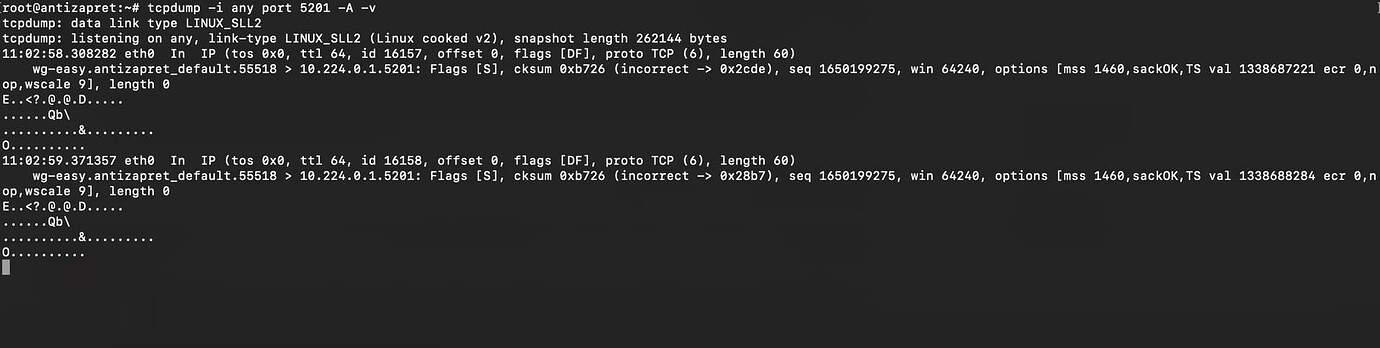 [root@antizapret:~# tcpdump -i any port 5201 -A -v
tcpdump: data link type LINUX_SLL2
tcpdump: listening on any, link-type LINUX_SLL2 (Linux cooked v2), snapshot length 262144 bytes
11:02:58.308282 eth0  In  IP (tos 0x0, ttl 64, id 16157, offset 0, flags [DF], proto TCP (6), length 60)
    wg-easy.antizapret_default.55518 > 10.224.0.1.5201: Flags [S], cksum 0xb726 (incorrect -> 0x2cde), seq 1650199275, win 64240, options [mss 1460,sackOK,TS val 1338687221 ecr 0,n
op,wscale 9], length 0
E..<?.@.@.D.....
......Qb\
..........&.........
O..........
11:02:59.371357 eth0  In  IP (tos 0x0, ttl 64, id 16158, offset 0, flags [DF], proto TCP (6), length 60)
    wg-easy.antizapret_default.55518 > 10.224.0.1.5201: Flags [S], cksum 0xb726 (incorrect -> 0x28b7), seq 1650199275, win 64240, options [mss 1460,sackOK,TS val 1338688284 ecr 0,n
op,wscale 9], length 0
E..<?.@.@.D.....
......Qb\
..........&.........
O..........